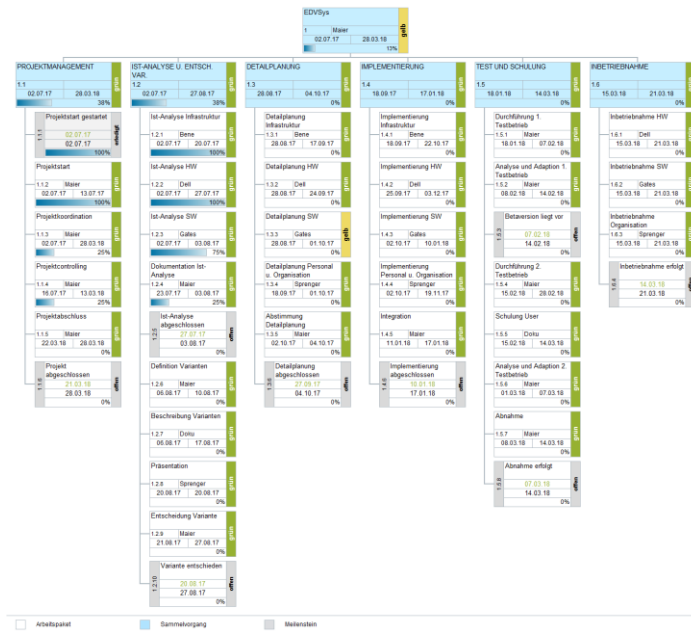 EDVSys
1 Maier
02.07.17 28.03.18
13%
gelb
PROJEKTMANAGEMENT
1.1
02.07.17 28.03.18
38%
grün
Projektstart gestartet
1.1.1
02.07.17
02.07.17
100%
erledigt
Projektstart
1.1.2 Maier
02.07.17 13.07.17
100%
grün
Projektkoordination
1.1.3 Maier
02.07.17 28.03.18
25%
grün
Projektcontrolling
1.1.4 Maier
16.07.17 13.03.18
25%
grün
Projektabschluss
1.1.5 Maier
22.03.18 28.03.18
0%
grün
Projekt
abgeschlossen
1.1.6
21.03.18
28.03.18
0%
offen
IST-ANALYSE U. ENTSCH.
VAR.
1.2
02.07.17 27.08.17
38%
grün
Ist-Analyse Infrastruktur
1.2.1 Bene
02.07.17 20.07.17
100%
grün
Ist-Analyse HW
1.2.2 Dell
02.07.17 27.07.17
100%
grün
Ist-Analyse SW
1.2.3 Gates
02.07.17 03.08.17
75%
grün
Dokumentation Ist-
Analyse
1.2.4 Maier
23.07.17 03.08.17
25%
grün
Ist-Analyse
abgeschlossen
1.2.5
27.07.17
03.08.17
0%
offen
Definition Varianten
1.2.6 Maier
06.08.17 10.08.17
0%
grün
Beschreibung Varianten
1.2.7 Doku
06.08.17 17.08.17
0%
grün
Präsentation
1.2.8 Sprenger
20.08.17 20.08.17
0%
grün
Entscheidung Variante
1.2.9 Maier
21.08.17 27.08.17
0%
grün
Variante entschieden
1.2.10
20.08.17
27.08.17
0%
offen
DETAILPLANUNG
1.3
28.08.17 04.10.17
0%
grün
Detailplanung
Infrastruktur
1.3.1 Bene
28.08.17 17.09.17
0%
grün
Detailplanung HW
1.3.2 Dell
28.08.17 24.09.17
0%
grün
Detailplanung SW
1.3.3 Gates
28.08.17 01.10.17
0%
gelb
Detailplanung Personal
u. Organisation
1.3.4 Sprenger
18.09.17 01.10.17
0%
grün
Abstimmung
Detailplanung
1.3.5 Maier
02.10.17 04.10.17
0%
grün
Detailplanung
abgeschlossen
1.3.6
27.09.17
04.10.17
0%
offen
IMPLEMENTIERUNG
1.4
18.09.17 17.01.18
0%
grün
Implementierung
Infrastruktur
1.4.1 Bene
18.09.17 22.10.17
0%
grün
Implementierung HW
1.4.2 Dell
25.09.17 03.12.17
0%
grün
Implementierung SW
1.4.3 Gates
02.10.17 10.01.18
0%
grün
Implementierung
Personal u. Organisation
1.4.4 Sprenger
02.10.17 19.11.17
0%
grün
Integration
1.4.5 Maier
11.01.18 17.01.18
0%
grün
Implementierung
abgeschlossen
1.4.6
10.01.18
17.01.18
0%
offen
TEST UND SCHULUNG
1.5
18.01.18 14.03.18
0%
grün
Durchführung 1.
Testbetrieb
1.5.1 Maier
18.01.18 07.02.18
0%
grün
Analyse und Adaption 1.
Testbetrieb
1.5.2 Maier
08.02.18 14.02.18
0%
grün
Betaversion liegt vor
1.5.3
07.02.18
14.02.18
0%
offen
Durchführung 2.
Testbetrieb
1.5.4 Maier
15.02.18 28.02.18
0%
grün
Schulung User
1.5.5 Doku
15.02.18 14.03.18
0%
grün
Analyse und Adaption 2.
Testbetrieb
1.5.6 Maier
01.03.18 07.03.18
0%
grün
Abnahme
1.5.7 Maier
08.03.18 14.03.18
0%
grün
Abnahme erfolgt
1.5.8
07.03.18
14.03.18
0%
offen
INBETRIEBNAHME
1.6
15.03.18 21.03.18
0%
grün
Inbetriebnahme HW
1.6.1 Dell
15.03.18 21.03.18
0%
grün
Inbetriebnahme SW
1.6.2 Gates
15.03.18 21.03.18
0%
grün
Inbetriebnahme
Organisation
1.6.3 Sprenger
15.03.18 21.03.18
0%
grün
Inbetriebnahme erfolgt
1.6.4
14.03.18
21.03.18
0%
offen
Arbeitspaket
Sammelvorgang
Meilenstein